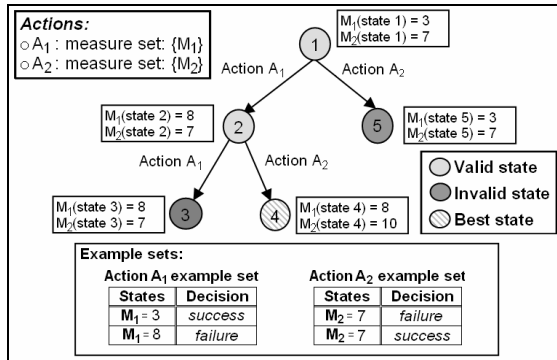 Actions:
○ A1 : measure set: {M1}
○ A2 : measure set: {M2}
M1(state 1) = 3
M2(state 1) = 7
1
Action A1
Action A2
M1(state 2) = 8
M2(state 2) = 7
2
M1(state 5) = 3
M2(state 5) = 7
5
Action A1
Action A2
M1(state 3) = 8
M2(state 3) = 7
3
M1(state 4) = 8
M2(state 4) = 10
4
Valid state
Invalid state
Best state
Example sets:
Action A1 example set
States Decision
M1 = 3 success
M1 = 8 failure
Action A2 example set
States Decision
M2 = 7 failure
M2 = 7 success